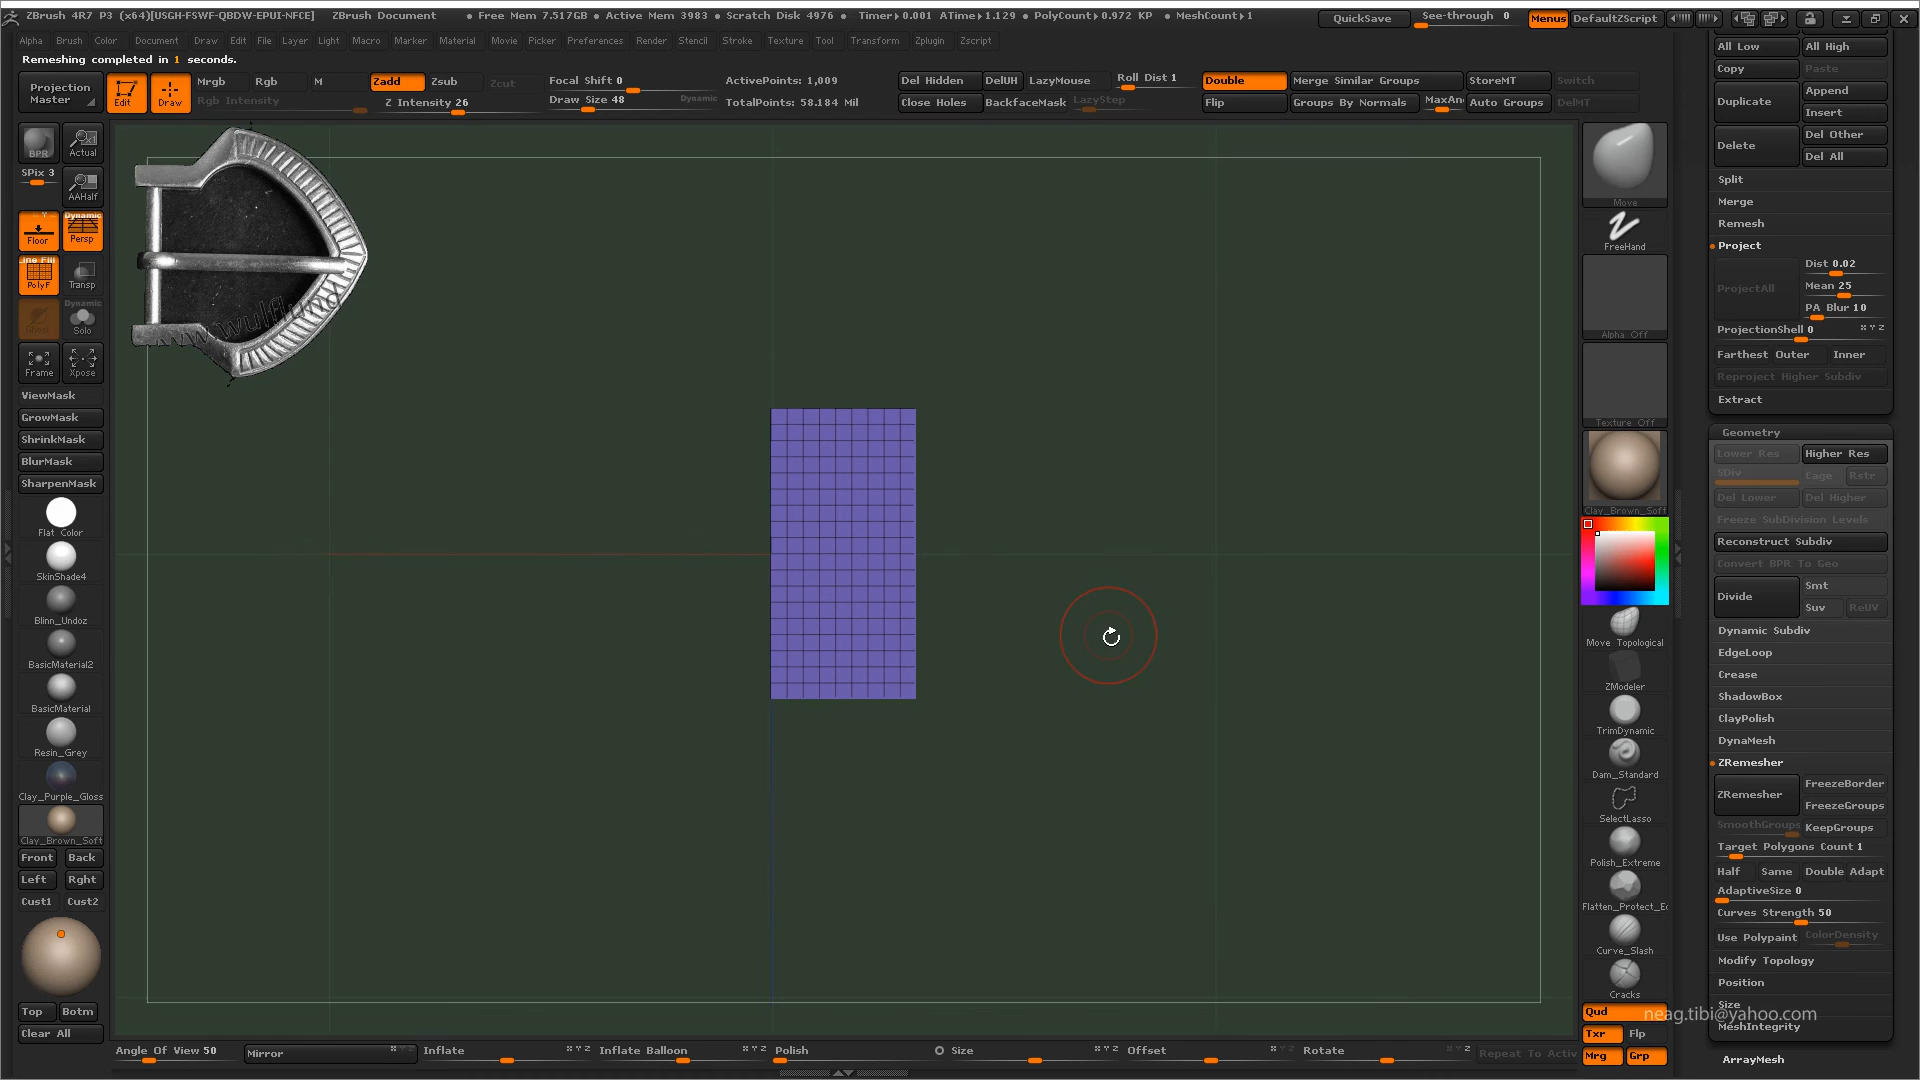 ZBrush 4R7 P3 (x64)[USGH-FSWF-QBDW-EPUI-NFCE] ZBrush Document ● Free Mem 7.517GB ● Active Mem 3983 ● Scratch Disk 4976 ● Timer▸0.001 ATime▸1.129 ● PolyCount▸0.972 KP ● MeshCount▸1 QuickSave See-through 0 Menus DefaultZScript
Alpha Brush Color Document Draw Edit File Layer Light Macro Marker Material Movie Picker Preferences Render Stencil Stroke Texture Tool Transform Zplugin Zscript
Remeshing completed in 1 seconds.
Projection Master
Edit
Draw
Mrgb Rgb M
Rgb Intensity
Zadd Zsub Zcut
Z Intensity 26
Focal Shift 0
Draw Size 48 Dynamic
ActivePoints: 1,009
TotalPoints: 58.184 Mil
Del Hidden DelUH LazyMouse Roll Dist 1
Close Holes BackfaceMask LazyStep
Double Merge Similar Groups StoreMT Switch
Flip Groups By Normals MaxAn Auto Groups DelMT
BPR
Actual
SPix 3
AAHalf
Floor
Dynamic
Persp
Line Fill
PolyF
Transp
Ghost
Dynamic
Solo
Frame
Xpose
ViewMask
GrowMask
ShrinkMask
BlurMask
SharpenMask
Flat Color
SkinShade4
Blinn_Undoz
BasicMaterial2
BasicMaterial
Resin_Grey
Clay_Purple_Gloss
Clay_Brown_Soft
Front Back
Left Rght
Cust1 Cust2
Top Botm
Clear All
www wulflund
Move
FreeHand
Alpha Off
Texture Off
Clay_Brown_Soft
Move Topological
ZModeler
TrimDynamic
Dam_Standard
SelectLasso
Polish_Extreme
Flatten_Protect_Ed
Curve_Slash
Cracks
Qud
Txr Flp
Mrg Grp
All Low All High
Copy Paste
Duplicate Append
Insert
Delete Del Other
Del All
Split
Merge
Remesh
Project
ProjectAll
Dist 0.02
Mean 25
PA Blur 10
ProjectionShell 0 X Y Z
Farthest Outer Inner
Reproject Higher Subdiv
Extract
Geometry
Lower Res Higher Res
SDiv Cage Rstr
Del Lower Del Higher
Freeze SubDivision Levels
Reconstruct Subdiv
Convert BPR To Geo
Divide Smt
Suv ReUV
Dynamic Subdiv
EdgeLoop
Crease
ShadowBox
ClayPolish
DynaMesh
ZRemesher
ZRemesher FreezeBorder
FreezeGroups
SmoothGroups KeepGroups
Target Polygons Count 1
Half Same Double Adapt
AdaptiveSize 0
Curves Strength 50
Use Polypaint ColorDensity
Modify Topology
Position
Size
neag.tibi@yahoo.com
MeshIntegrity
ArrayMesh
Angle Of View 50 Mirror X Y Z Inflate X Y Z Inflate Balloon X Y Z Polish Size X Y Z Offset X Y Z Rotate X Y Z Repeat To Activ